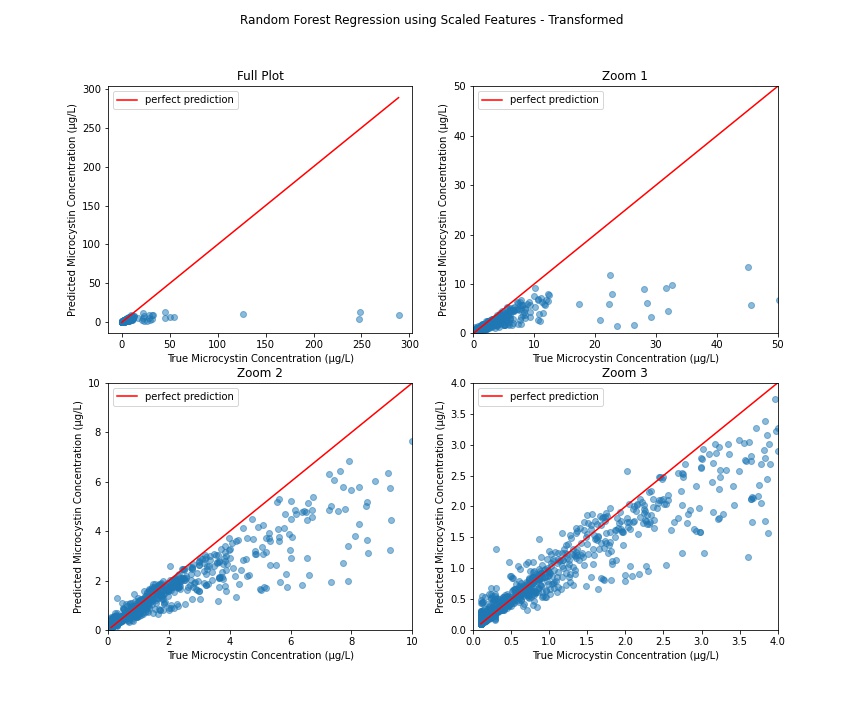 Random Forest Regression using Scaled Features - Transformed
Full Plot
300
250
200
150
100
50
0
0 50 100 150 200 250 300
Predicted Microcystin Concentration (µg/L)
True Microcystin Concentration (µg/L)
perfect prediction
Zoom 1
50
40
30
20
10
0
0 10 20 30 40 50
Predicted Microcystin Concentration (µg/L)
True Microcystin Concentration (µg/L)
perfect prediction
Zoom 2
10
8
6
4
2
0
0 2 4 6 8 10
Predicted Microcystin Concentration (µg/L)
True Microcystin Concentration (µg/L)
perfect prediction
Zoom 3
4.0
3.5
3.0
2.5
2.0
1.5
1.0
0.5
0.0
0.0 0.5 1.0 1.5 2.0 2.5 3.0 3.5 4.0
Predicted Microcystin Concentration (µg/L)
True Microcystin Concentration (µg/L)
perfect prediction